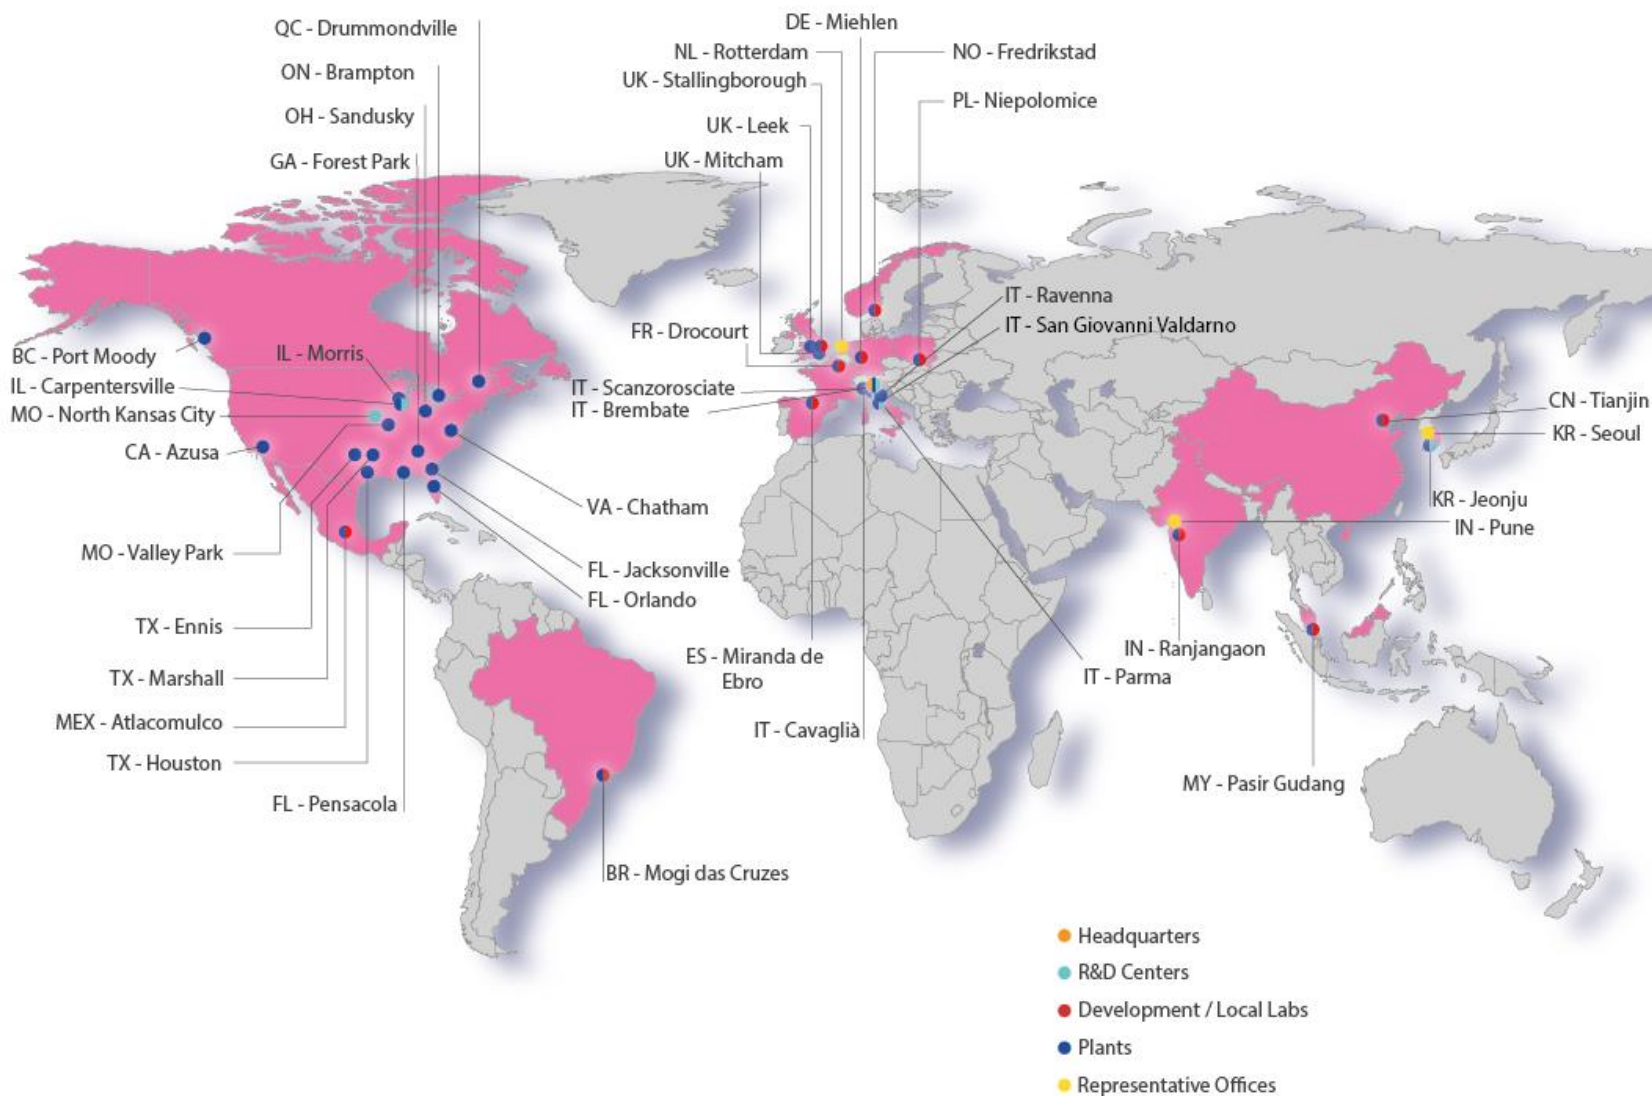 QC - Drummondville
ON - Brampton
OH - Sandusky
GA - Forest Park
BC - Port Moody
IL - Morris
IL - Carpentersville
MO - North Kansas City
CA - Azusa
VA - Chatham
MO - Valley Park
FL - Jacksonville
FL - Orlando
TX - Ennis
TX - Marshall
MEX - Atlacomulco
TX - Houston
FL - Pensacola
BR - Mogi das Cruzes
DE - Miehlen
NL - Rotterdam
UK - Stallingborough
UK - Leek
UK - Mitcham
NO - Fredrikstad
PL- Niepolomice
IT - Ravenna
IT - San Giovanni Valdarno
FR - Drocourt
IT - Scanzorosciate
IT - Brembate
ES - Miranda de
Ebro
IT - Cavaglià
IT - Parma
CN - Tianjin
KR - Seoul
KR - Jeonju
IN - Pune
IN - Ranjangaon
MY - Pasir Gudang
Headquarters
R&D Centers
Development / Local Labs
Plants
Representative Offices